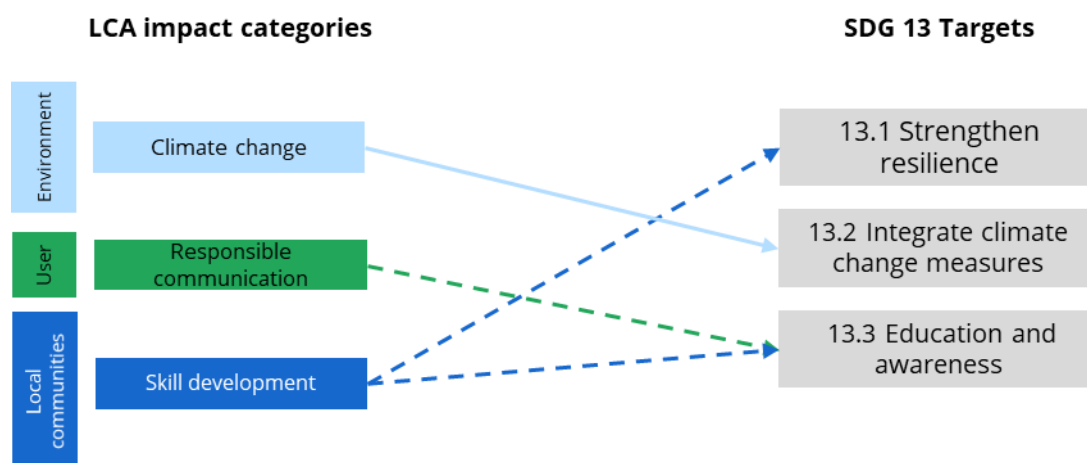 LCA impact categories
SDG 13 Targets
Environment
Climate change
13.1 Strengthen
resilience
13.2 Integrate climate
change measures
User
Responsible
communication
13.3 Education and
awareness
Local
communities
Skill development